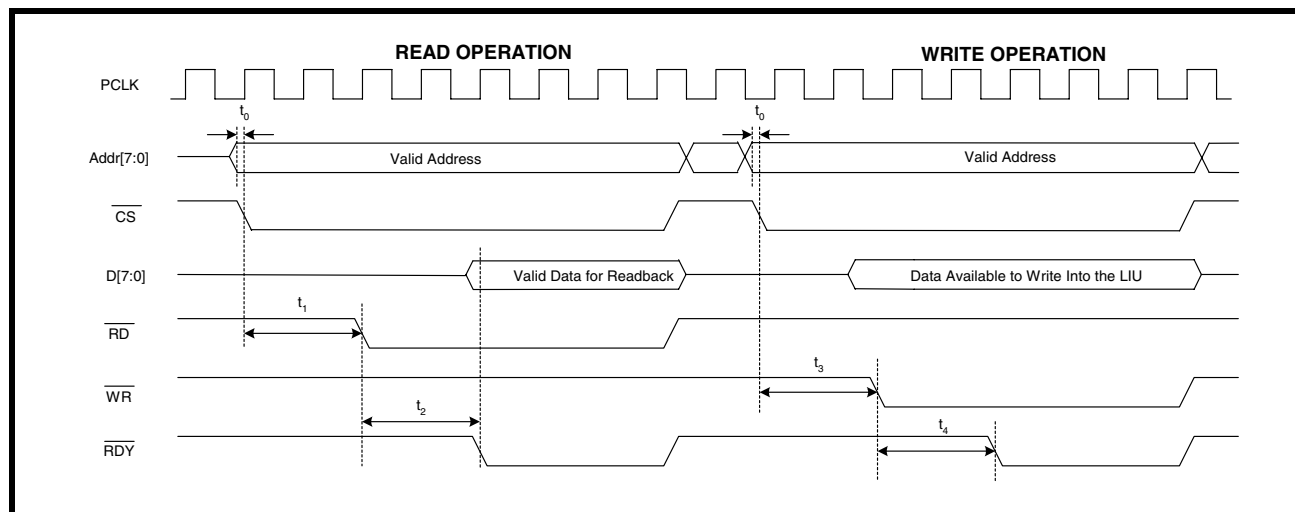 READ OPERATION WRITE OPERATION
PCLK
t0 t0
Addr[7:0] Valid Address Valid Address
CS
D[7:0] Valid Data for Readback Data Available to Write Into the LIU
t1
RD
t3
WR
t2
t4
RDY